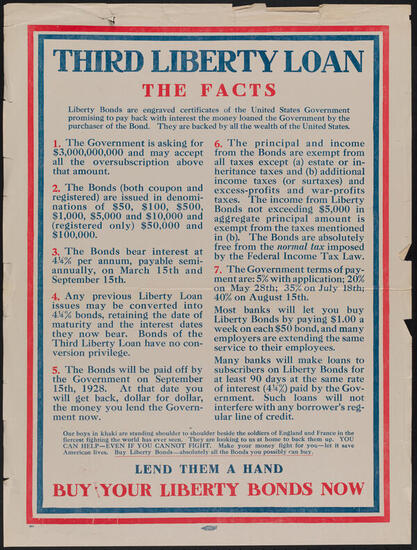 THIRD LIBERTY LOAN
THE FACTS
Liberty Bonds are engraved certificates of the United States Government
promising to pay back with interest the money loaned the Government by the
purchaser of the Bond. They are backed by all the wealth of the United States.
1. The Government is asking for
$3,000,000,000 and may accept
all the oversubscription above
that amount.
2. The Bonds (both coupon and
registered) are issued in denomi-
nations of $50, $100, $500,
$1,000, $5,000 and $10,000 and
(registered only) $50,000 and
$100,000.
3. The Bonds bear interest at
4¼% per annum, payable semi-
annually, on March 15th and
September 15th.
4. Any previous Liberty Loan
issues may be converted into
4¼% bonds, retaining the date of
maturity and the interest dates
they now bear. Bonds of the
Third Liberty Loan have no con-
version privilege.
5. The Bonds will be paid off by
the Government on September
15th, 1928. At that date you
will get back, dollar for dollar,
the money you lend the Govern-
ment now.
6. The principal and income
from the Bonds are exempt from
all taxes except (a) estate or in-
heritance taxes and (b) additional
income taxes (or surtaxes) and
excess-profits and war-profits
taxes. The income from Liberty
Bonds not exceeding $5,000 in
aggregate principal amount is
exempt from the taxes mentioned
in (b). The Bonds are absolutely
free from the normal tax imposed
by the Federal Income Tax Law.
7. The Government terms of pay-
ment are: 5% with application; 20%
on May 28th; 35% on July 18th;
40% on August 15th.
Most banks will let you buy
Liberty Bonds by paying $1.00 a
week on each $50 bond, and many
employers are extending the same
service to their employees.
Many banks will make loans to
subscribers on Liberty Bonds for
at least 90 days at the same rate
of interest (4¼%) paid by the Gov-
ernment. Such loans will not
interfere with any borrower's reg-
ular line of credit.
Our boys in khaki are standing shoulder to shoulder beside the soldiers of England and France in the
fiercest fighting the world has ever seen. They are looking to us at home to back them up. YOU
CAN HELP—EVEN IF YOU CANNOT FIGHT. Make your money fight for you—let it save
American lives. Buy Liberty Bonds—absolutely all the Bonds you possibly can buy.
LEND THEM A HAND
BUY YOUR LIBERTY BONDS NOW